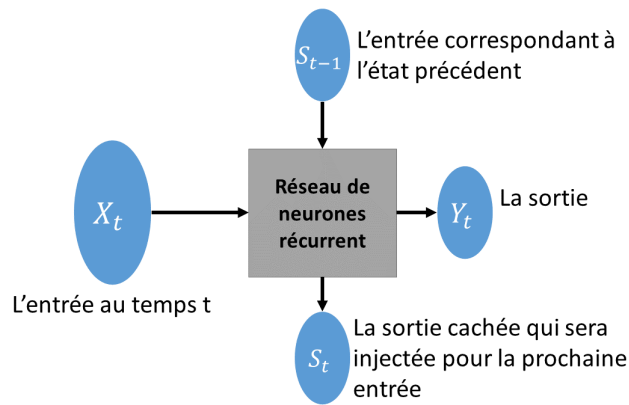 S_{t-1}
L'entrée correspondant à
l'état précédent
X_t
L'entrée au temps t
Réseau de
neurones
récurrent
Y_t
La sortie
S_t
La sortie cachée qui sera
injectée pour la prochaine
entrée